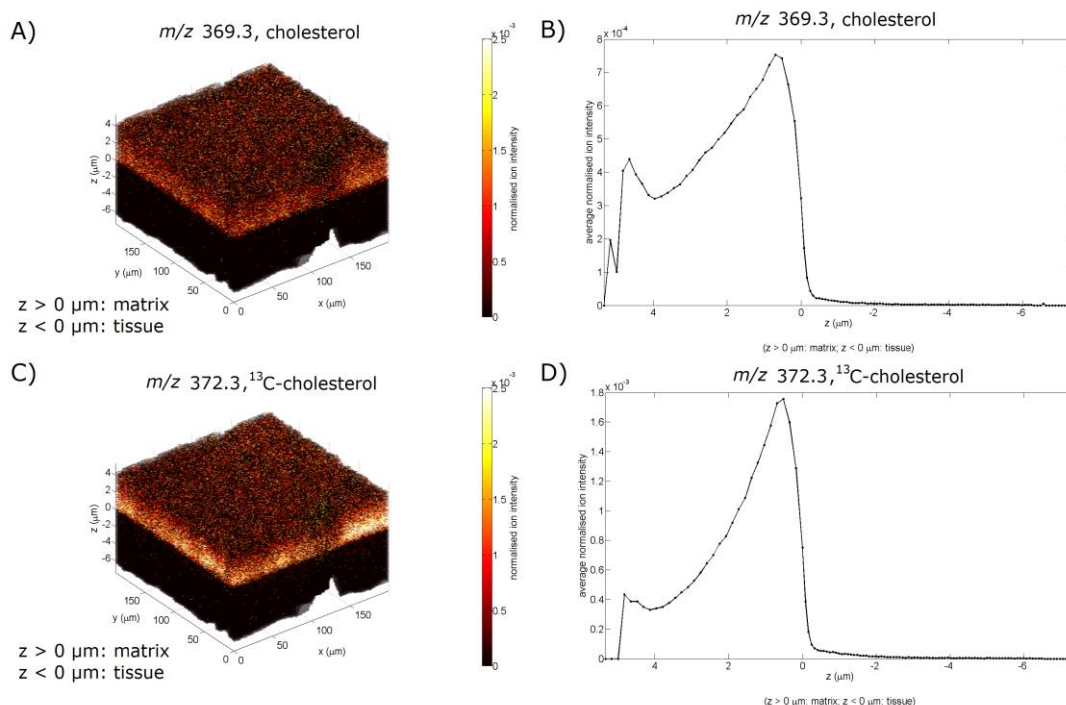 A)
m/z 369.3, cholesterol
z (μm)
4
2
0
-2
-4
-6
y (μm)
150
100
50
0
0
50
100
150
x (μm)
x 10⁻³
2.5
2
1.5
1
0.5
0
normalised ion intensity
z > 0 μm: matrix
z < 0 μm: tissue
B)
m/z 369.3, cholesterol
x 10⁻⁴
8
7
6
5
4
3
2
1
0
average normalised ion intensity
4
2
0
-2
-4
-6
z (μm)
(z > 0 μm: matrix; z < 0 μm: tissue)
C)
m/z 372.3,¹³C-cholesterol
z (μm)
4
2
0
-2
-4
-6
y (μm)
150
100
50
0
0
50
100
150
x (μm)
x 10⁻³
2.5
2
1.5
1
0.5
0
normalised ion intensity
z > 0 μm: matrix
z < 0 μm: tissue
D)
m/z 372.3,¹³C-cholesterol
x 10⁻³
1.8
1.6
1.4
1.2
1
0.8
0.6
0.4
0.2
0
average normalised ion intensity
4
2
0
-2
-4
-6
z (μm)
(z > 0 μm: matrix; z < 0 μm: tissue)